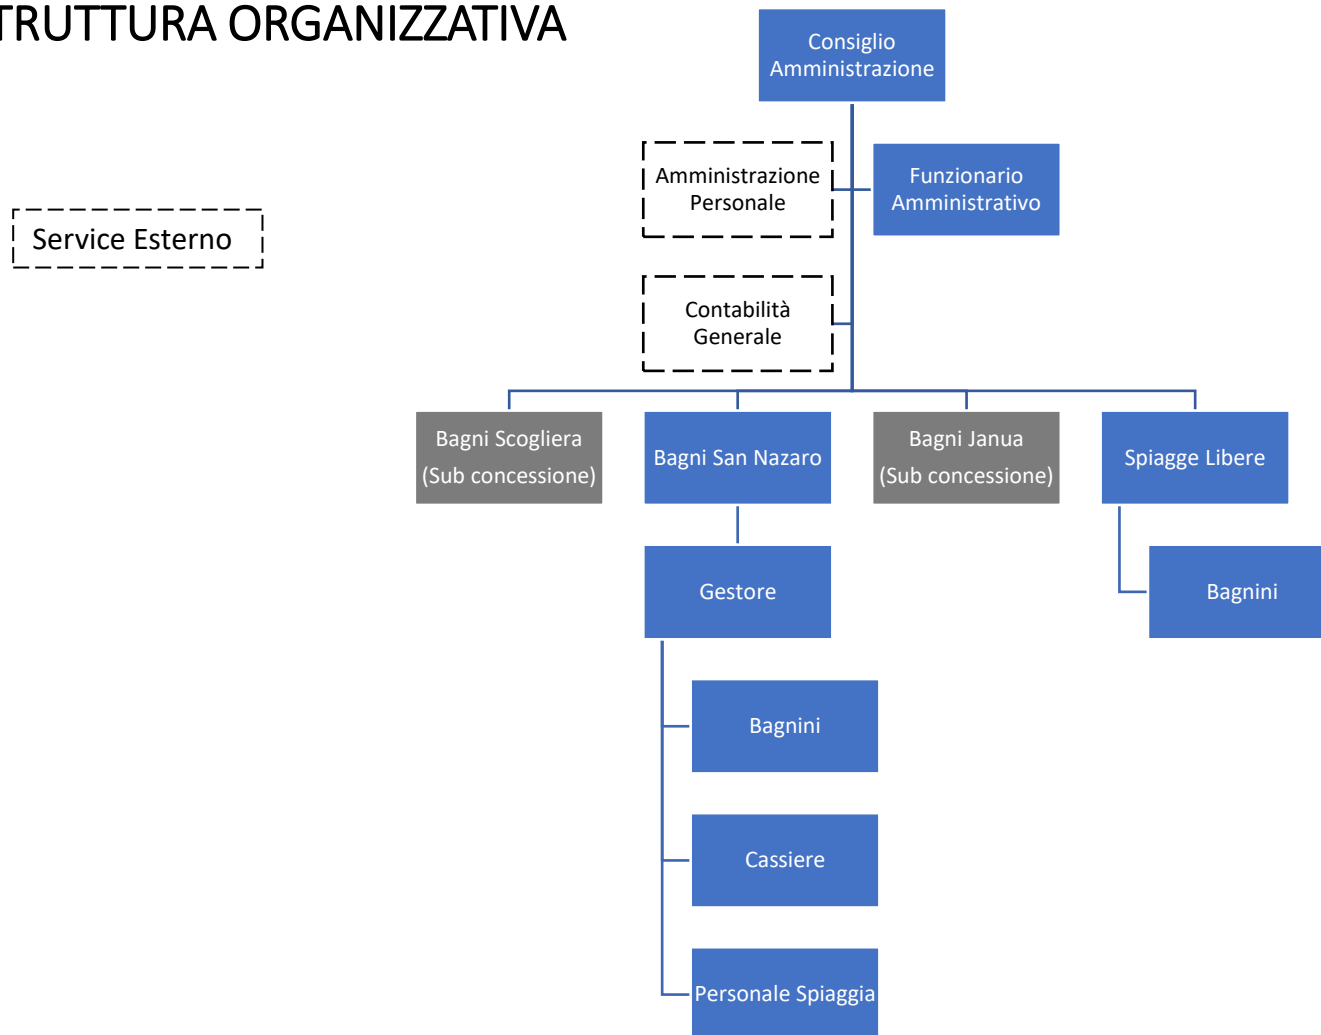 TRUTTURA ORGANIZZATIVA
Consiglio
Amministrazione
Amministrazione
Personale
Funzionario
Amministrativo
Service Esterno
Contabilità
Generale
Bagni Scogliera
(Sub concessione)
Bagni San Nazaro
Bagni Janua
(Sub concessione)
Spiagge Libere
Gestore
Bagnini
Bagnini
Cassiere
Personale Spiaggia